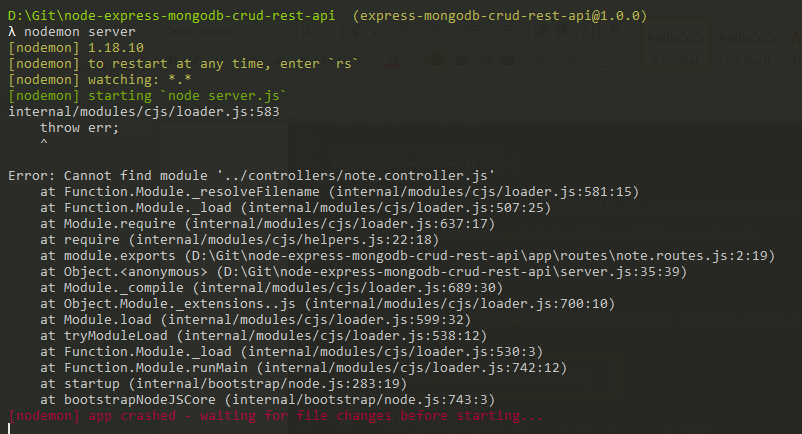 D:\Git\node-express-mongodb-crud-rest-api (express-mongodb-crud-rest-api@1.0.0)
λ nodemon server
[nodemon] 1.18.10
[nodemon] to restart at any time, enter `rs`
[nodemon] watching: *.*
[nodemon] starting `node server.js`
internal/modules/cjs/loader.js:583
    throw err;
    ^

Error: Cannot find module '../controllers/note.controller.js'
    at Function.Module._resolveFilename (internal/modules/cjs/loader.js:581:15)
    at Function.Module._load (internal/modules/cjs/loader.js:507:25)
    at Module.require (internal/modules/cjs/loader.js:637:17)
    at require (internal/modules/cjs/helpers.js:22:18)
    at module.exports (D:\Git\node-express-mongodb-crud-rest-api\app\routes\note.routes.js:2:19)
    at Object.<anonymous> (D:\Git\node-express-mongodb-crud-rest-api\server.js:35:39)
    at Module._compile (internal/modules/cjs/loader.js:689:30)
    at Object.Module._extensions..js (internal/modules/cjs/loader.js:700:10)
    at Module.load (internal/modules/cjs/loader.js:599:32)
    at tryModuleLoad (internal/modules/cjs/loader.js:538:12)
    at Function.Module._load (internal/modules/cjs/loader.js:530:3)
    at Function.Module.runMain (internal/modules/cjs/loader.js:742:12)
    at startup (internal/bootstrap/node.js:283:19)
    at bootstrapNodeJSCore (internal/bootstrap/node.js:743:3)
[nodemon] app crashed - waiting for file changes before starting...